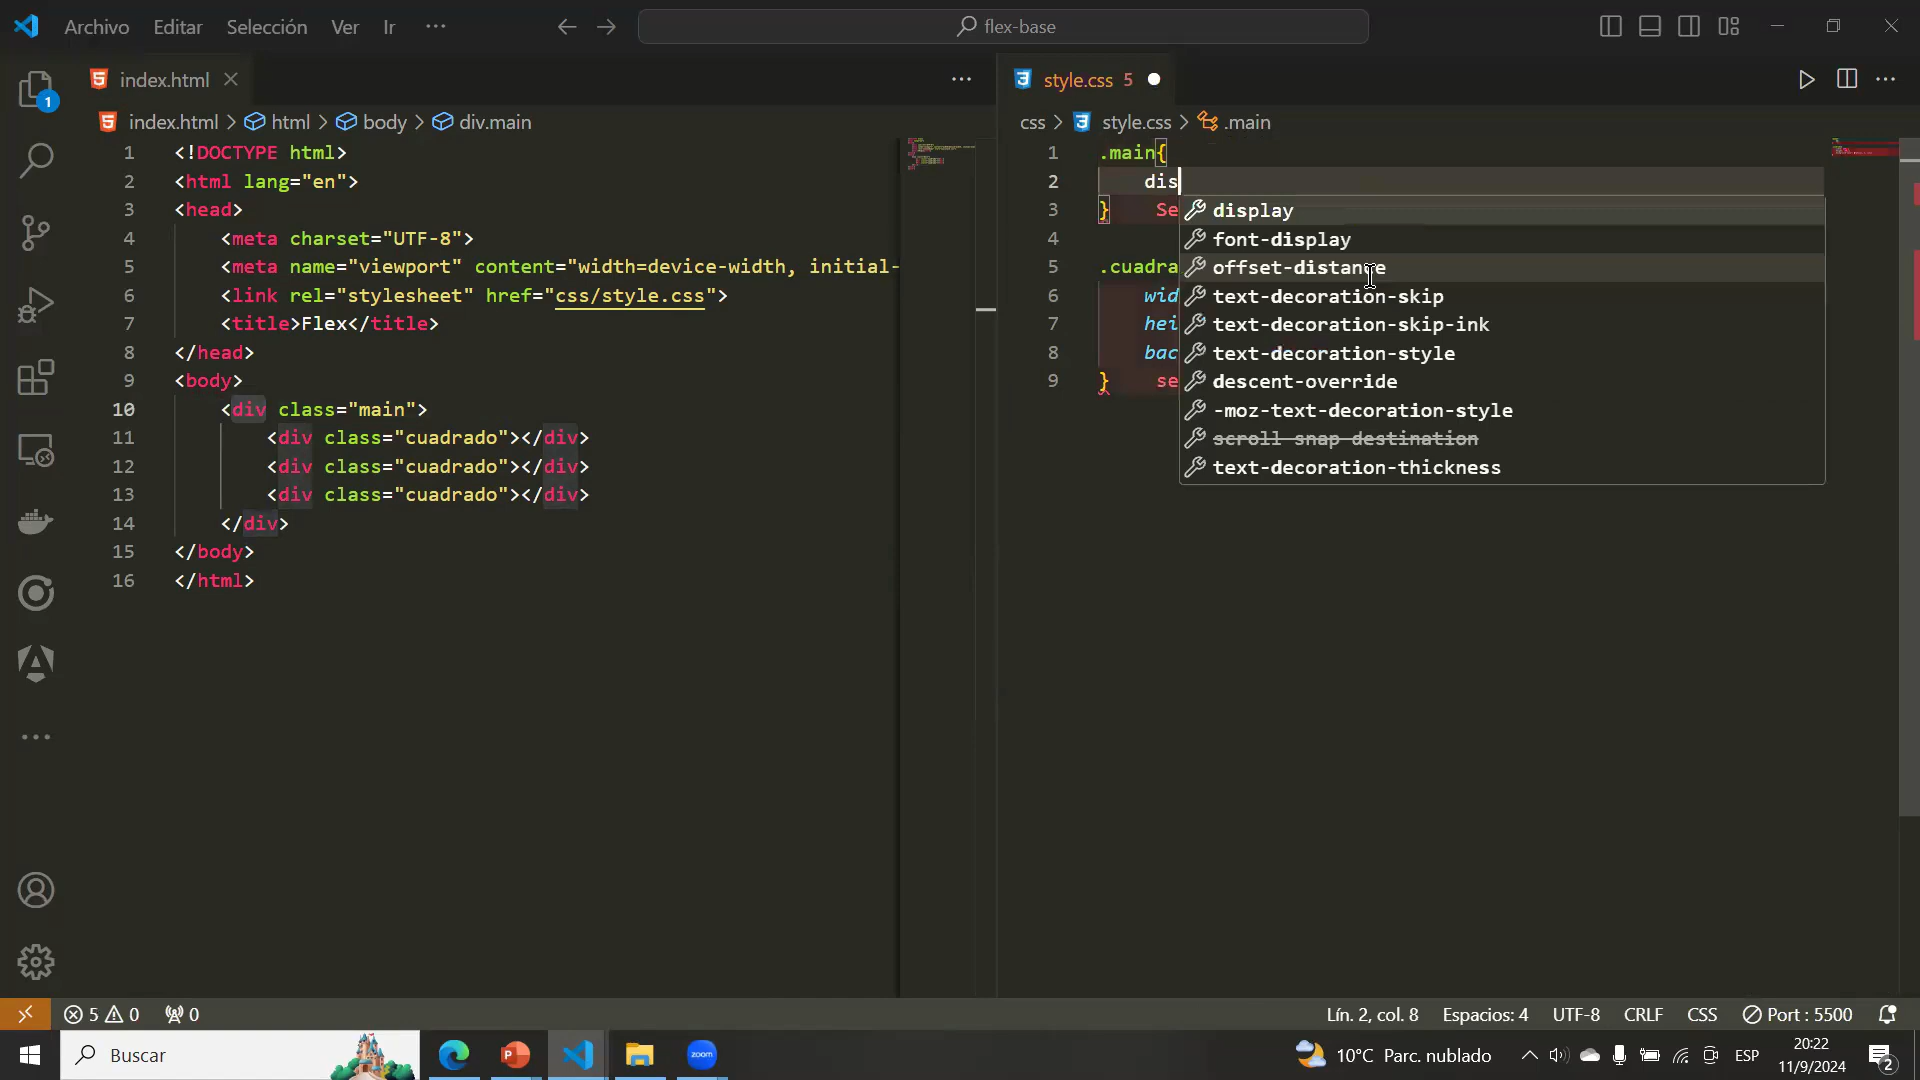 Archivo Editar Selección Ver Ir ··· flex-base
index.html
style.css 5
index.html > html > body > div.main
css > style.css > .main
1 <!DOCTYPE html>
2 <html lang="en">
3 <head>
4 <meta charset="UTF-8">
5 <meta name="viewport" content="width=device-width, initial-
6 <link rel="stylesheet" href="css/style.css">
7 <title>Flex</title>
8 </head>
9 <body>
10 <div class="main">
11 <div class="cuadrado"></div>
12 <div class="cuadrado"></div>
13 <div class="cuadrado"></div>
14 </div>
15 </body>
16 </html>
1 .main{
2 dis
3 } Se
4
5 .cuadra
6 wid
7 hei
8 bac
9 } se
display
font-display
offset-distance
text-decoration-skip
text-decoration-skip-ink
text-decoration-style
descent-override
-moz-text-decoration-style
scroll-snap-destination
text-decoration-thickness
1
5 0 0 Lín. 2, col. 8 Espacios: 4 UTF-8 CRLF CSS Port : 5500
Buscar P zoom 10°C Parc. nublado ESP 20:22
11/9/2024 2